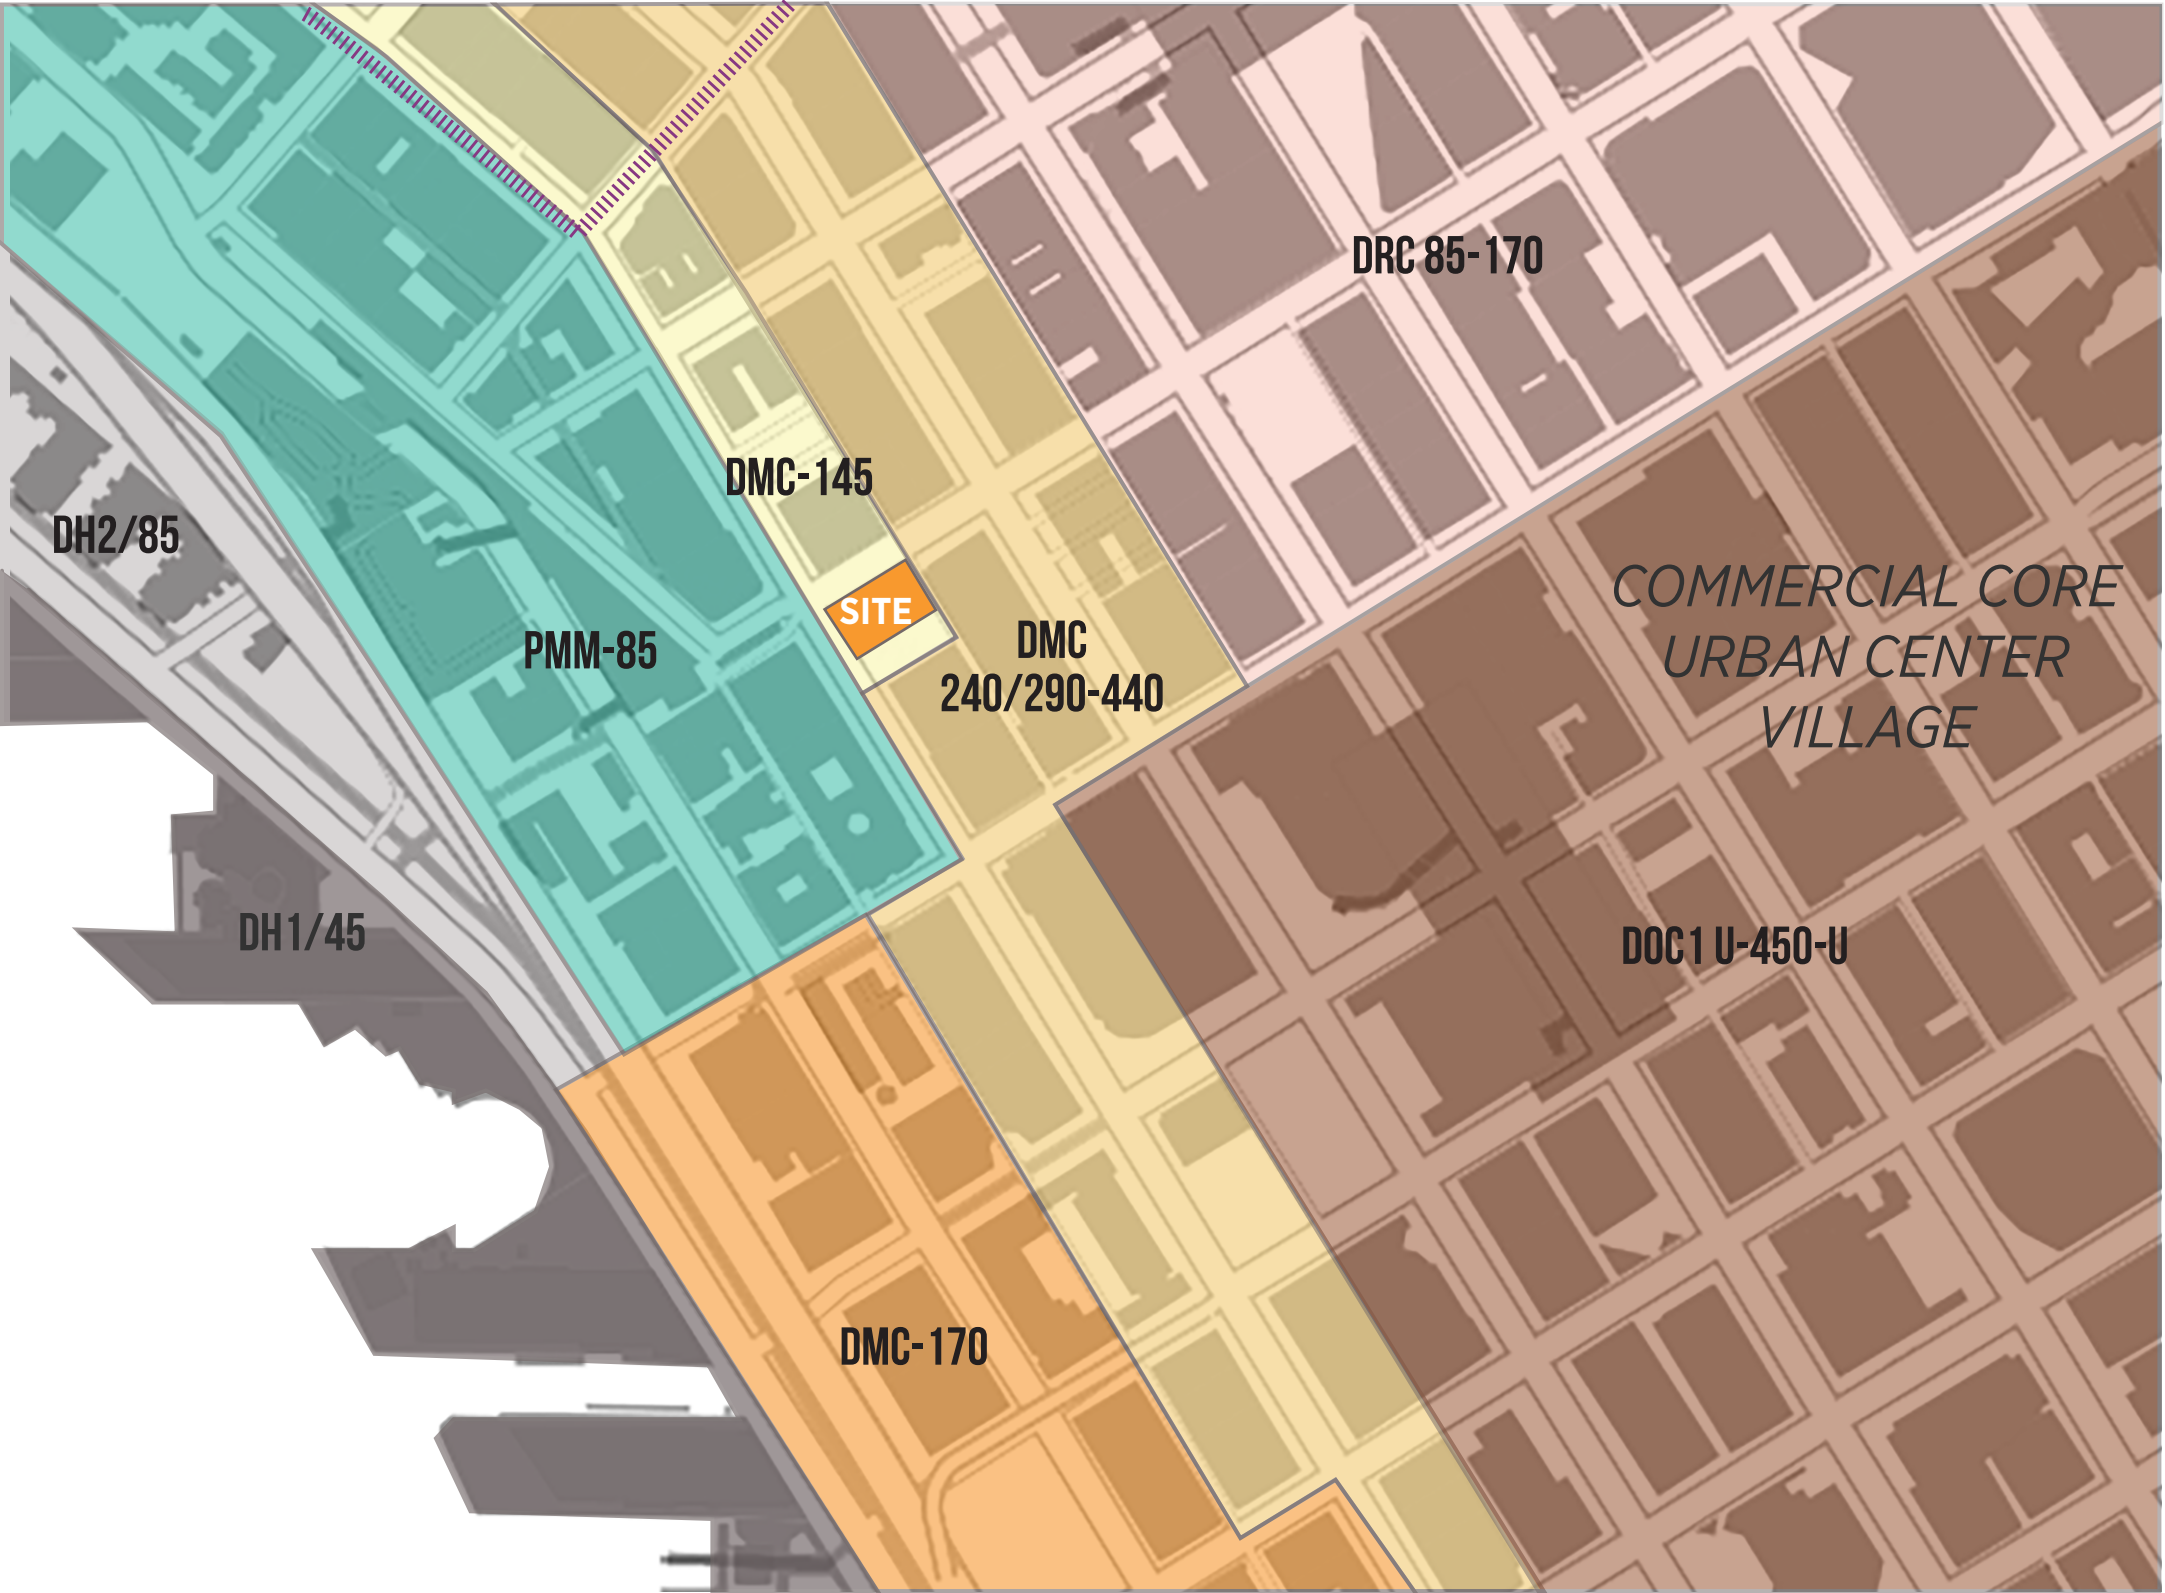 DRC 85-170
DMC-145
DH2/85
COMMERCIAL CORE
URBAN CENTER
VILLAGE
SITE
PMM-85
DMC
240/290-440
DH1/45
DOC1 U-450-U
DMC-170